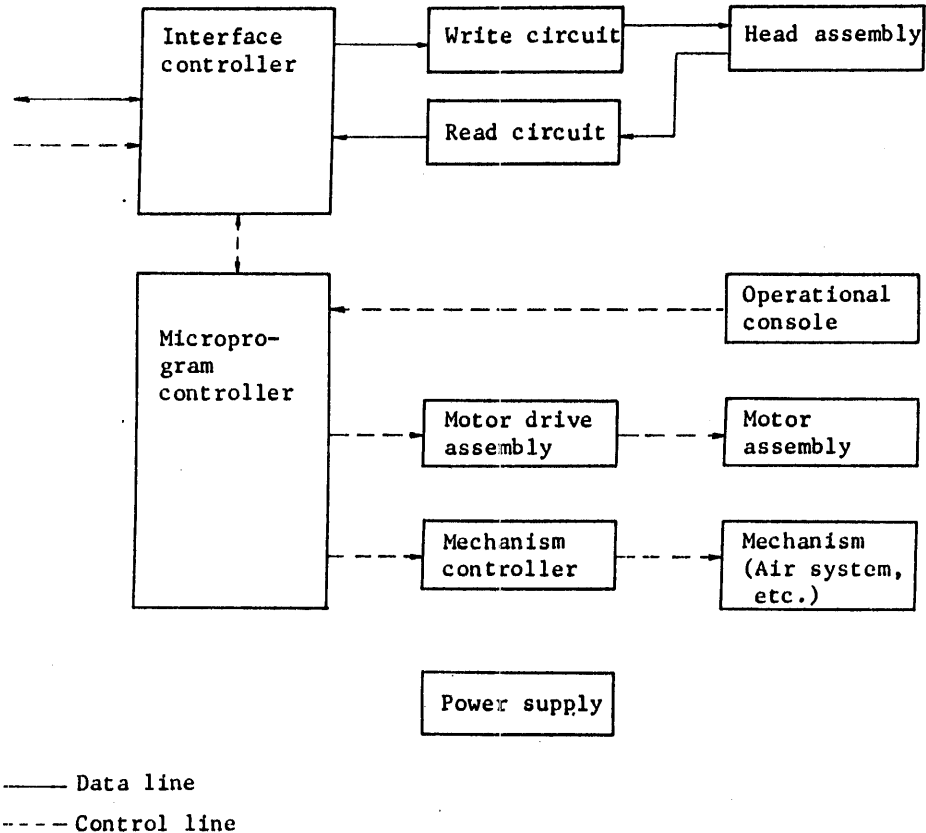 Interface
controller
Write circuit
Head assembly
Read circuit
Operational
console
Micropro-
gram
controller
Motor drive
assembly
Motor
assembly
Mechanism
controller
Mechanism
(Air system,
etc.)
Power supply
Data line
Control line